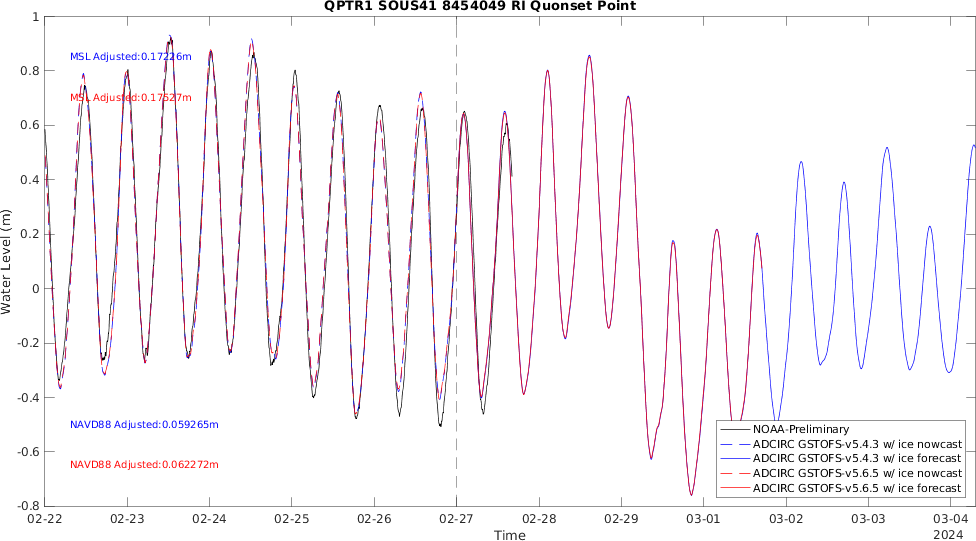 QPTR1 SOUS41 8454049 RI Quonset Point
1
0.8
0.6
0.4
0.2
0
-0.2
-0.4
-0.6
-0.8
Water Level (m)
MSL Adjusted:0.17226m
MSL Adjusted:0.17527m
NAVD88 Adjusted:0.059265m
NAVD88 Adjusted:0.062272m
NOAA-Preliminary
ADCIRC GSTOFS-v5.4.3 w/ ice nowcast
ADCIRC GSTOFS-v5.4.3 w/ ice forecast
ADCIRC GSTOFS-v5.6.5 w/ ice nowcast
ADCIRC GSTOFS-v5.6.5 w/ ice forecast
02-22 02-23 02-24 02-25 02-26 02-27 02-28 02-29 03-01 03-02 03-03 03-04
Time 2024